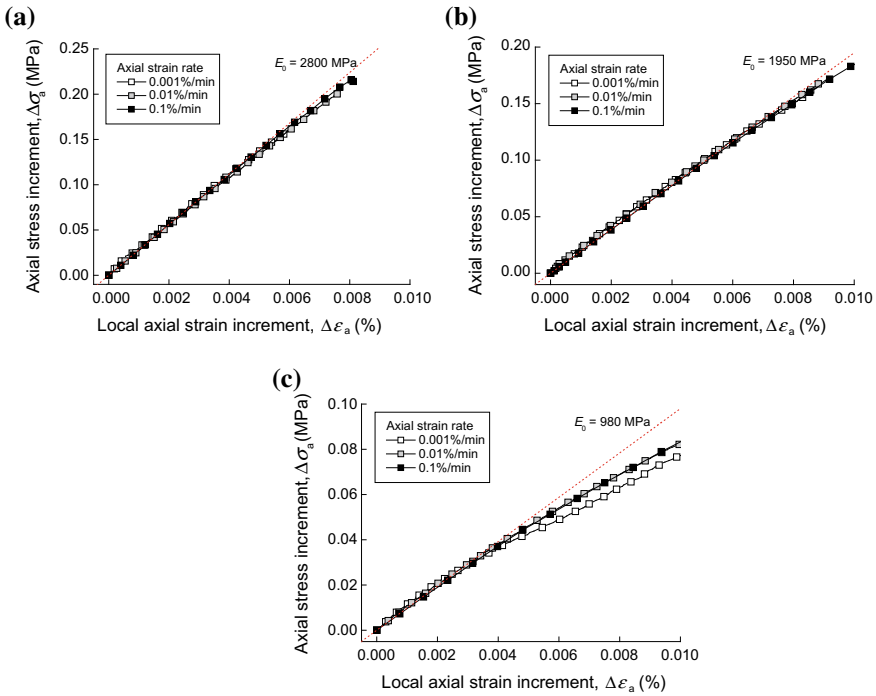 (a)
0.25
0.20
0.15
0.10
0.05
0.00
Axial stress increment, Δσa (MPa)
Axial strain rate
0.001%/min
0.01%/min
0.1%/min
E0 = 2800 MPa
0.000 0.002 0.004 0.006 0.008 0.010
Local axial strain increment, Δεa (%)
(b)
0.20
0.15
0.10
0.05
0.00
Axial stress increment, Δσa (MPa)
Axial strain rate
0.001%/min
0.01%/min
0.1%/min
E0 = 1950 MPa
0.000 0.002 0.004 0.006 0.008 0.010
Local axial strain increment, Δεa (%)
(c)
0.10
0.08
0.06
0.04
0.02
0.00
Axial stress increment, Δσa (MPa)
Axial strain rate
0.001%/min
0.01%/min
0.1%/min
E0 = 980 MPa
0.000 0.002 0.004 0.006 0.008 0.010
Local axial strain increment, Δεa (%)